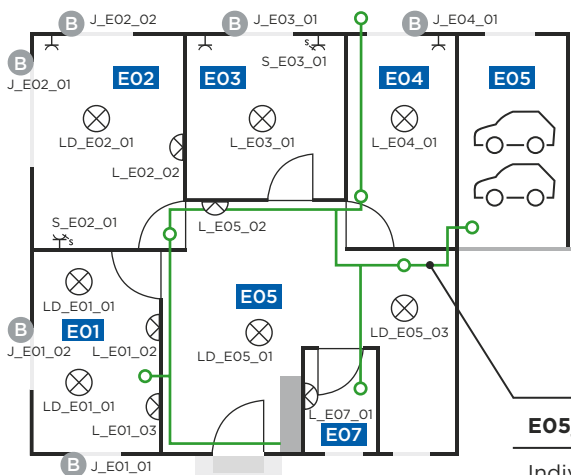 B J_E02_02
B J_E03_01
B J_E04_01
B
J_E02_01
S_E03_01
s
E02
E03
E04
E05
LD_E02_01
L_E03_01
L_E04_01
L_E02_02
S_E02_01
s
L_E05_02
LD_E01_01
E05
E01
B
J_E01_02
L_E01_02
LD_E05_01
LD_E05_03
LD_E01_01
L_E07_01
L_E01_03
E07
B J_E01_01
E05
Indiv